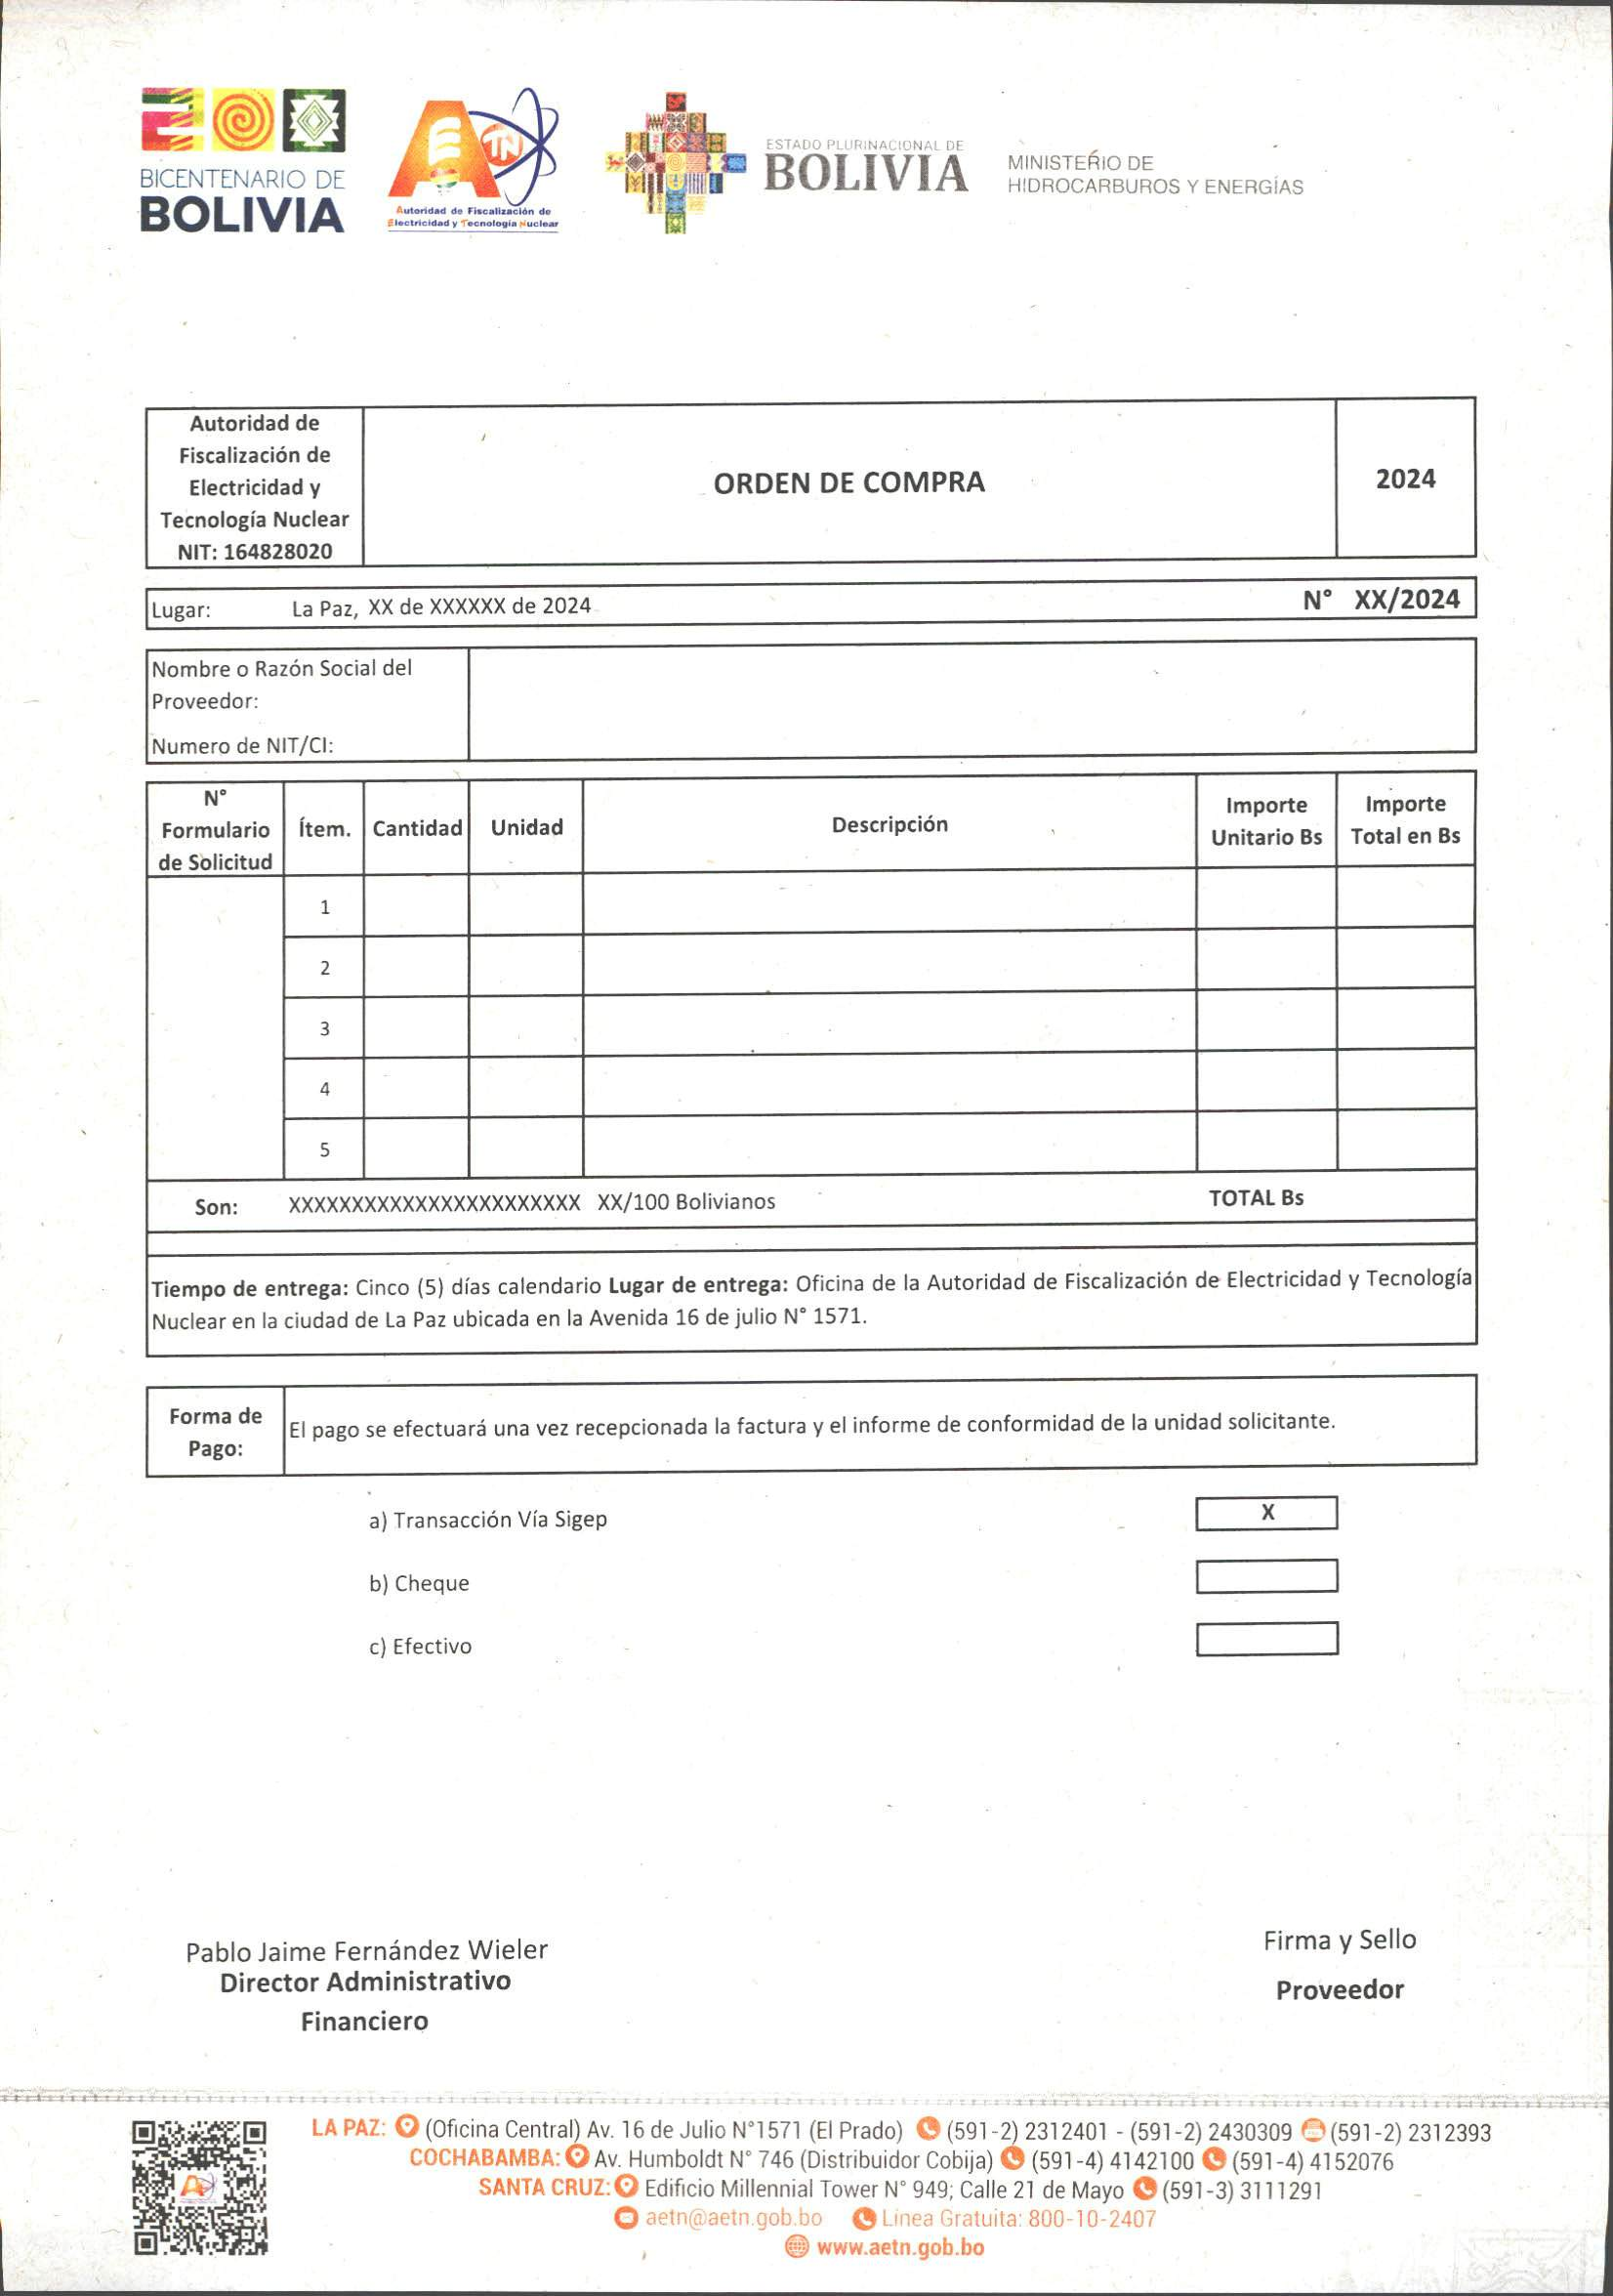 BICENTENARIO DE
BOLIVIA
AETN
Autoridad de Fiscalización de
Electricidad y Tecnología Nuclear
ESTADO PLURINACIONAL DE
BOLIVIA
MINISTERIO DE
HIDROCARBUROS Y ENERGÍAS
Autoridad de
Fiscalización de
Electricidad y
Tecnología Nuclear
NIT: 164828020
ORDEN DE COMPRA
2024
Lugar: La Paz, XX de XXXXXX de 2024 N° XX/2024
Nombre o Razón Social del
Proveedor:
Numero de NIT/CI:
N°
Formulario
de Solicitud
Ítem.
Cantidad
Unidad
Descripción
Importe
Unitario Bs
Importe
Total en Bs
1
2
3
4
5
Son: XXXXXXXXXXXXXXXXXXXXXXX XX/100 Bolivianos TOTAL Bs
Tiempo de entrega: Cinco (5) días calendario Lugar de entrega: Oficina de la Autoridad de Fiscalización de Electricidad y Tecnología
Nuclear en la ciudad de La Paz ubicada en la Avenida 16 de julio N° 1571.
Forma de
Pago:
El pago se efectuará una vez recepcionada la factura y el informe de conformidad de la unidad solicitante.
a) Transacción Vía Sigep X
b) Cheque
c) Efectivo
Pablo Jaime Fernández Wieler
Director Administrativo
Financiero
Firma y Sello
Proveedor
LA PAZ: (Oficina Central) Av. 16 de Julio N°1571 (El Prado) (591-2) 2312401 - (591-2) 2430309 (591-2) 2312393
COCHABAMBA: Av. Humboldt N° 746 (Distribuidor Cobija) (591-4) 4142100 (591-4) 4152076
SANTA CRUZ: Edificio Millennial Tower N° 949; Calle 21 de Mayo (591-3) 3111291
aetn@aetn.gob.bo Línea Gratuita: 800-10-2407
www.aetn.gob.bo